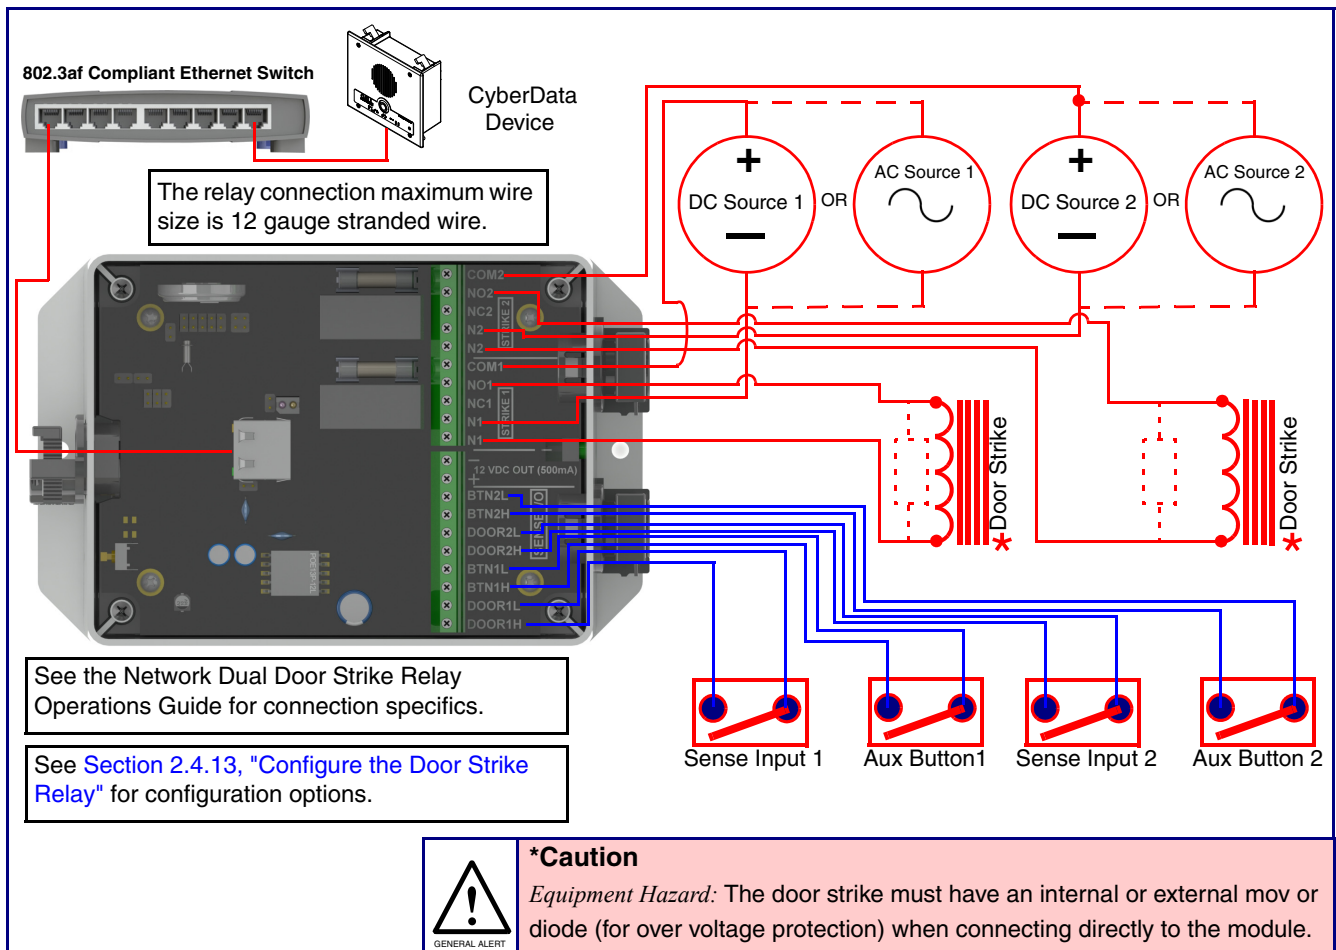 802.3af Compliant Ethernet Switch
CyberData
Device
The relay connection maximum wire
size is 12 gauge stranded wire.
+
DC Source 1
—
OR
AC Source 1
+
DC Source 2
—
OR
AC Source 2
COM2
NO2
NC2
N2
N2
STRIKE 2
COM1
NO1
NC1
N1
N1
STRIKE 1
−
+
12 VDC OUT (500mA)
BTN2L
BTN2H
DOOR2L
DOOR2H
BTN1L
BTN1H
DOOR1L
DOOR1H
*Door Strike
*Door Strike
See the Network Dual Door Strike Relay
Operations Guide for connection specifics.
See Section 2.4.13, "Configure the Door Strike
Relay" for configuration options.
Sense Input 1
Aux Button1
Sense Input 2
Aux Button 2
GENERAL ALERT
*Caution
Equipment Hazard: The door strike must have an internal or external mov or
diode (for over voltage protection) when connecting directly to the module.